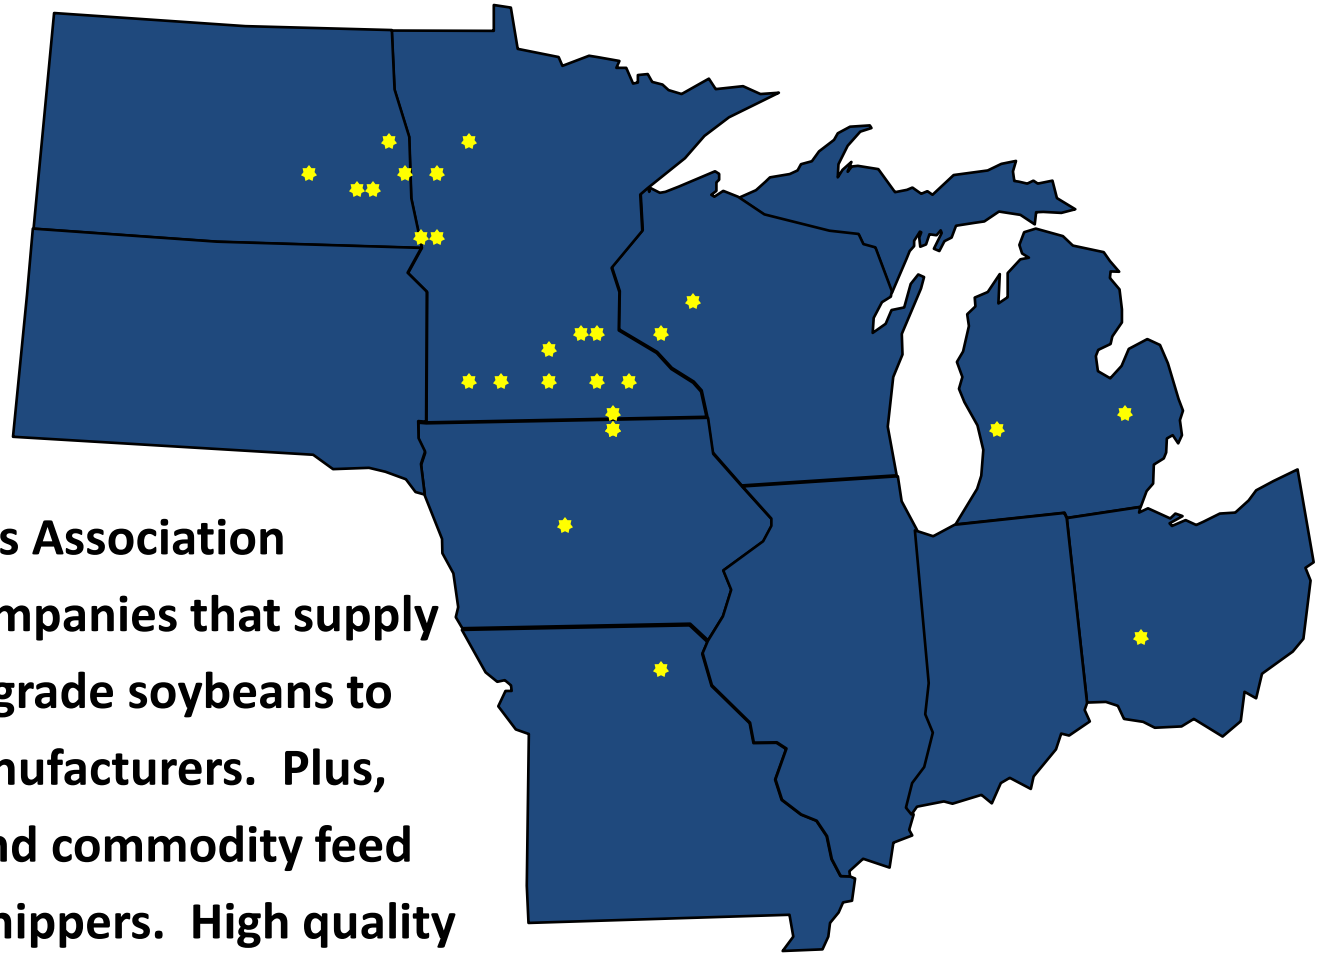 s Association
mpanies that supply
grade soybeans to
nufacturers. Plus,
nd commodity feed
hippers. High quality